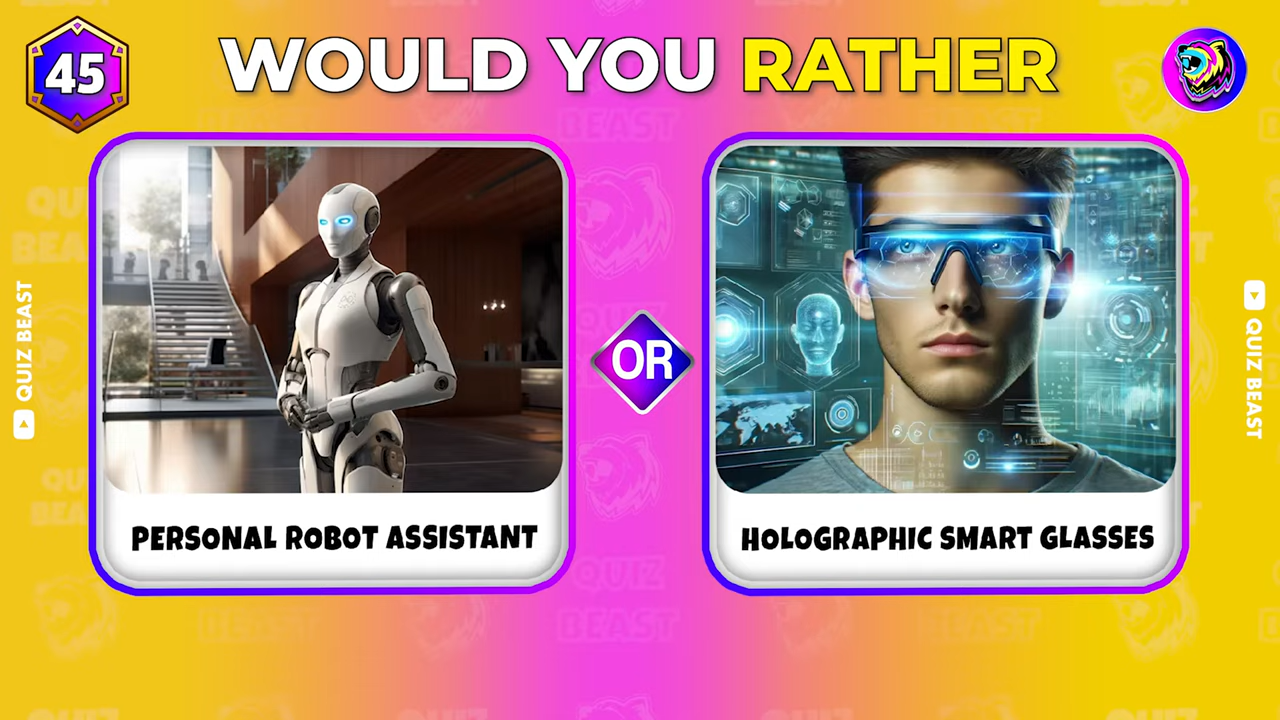 45
WOULD YOU RATHER
QUIZ BEAST
OR
QUIZ BEAST
PERSONAL ROBOT ASSISTANT
HOLOGRAPHIC SMART GLASSES